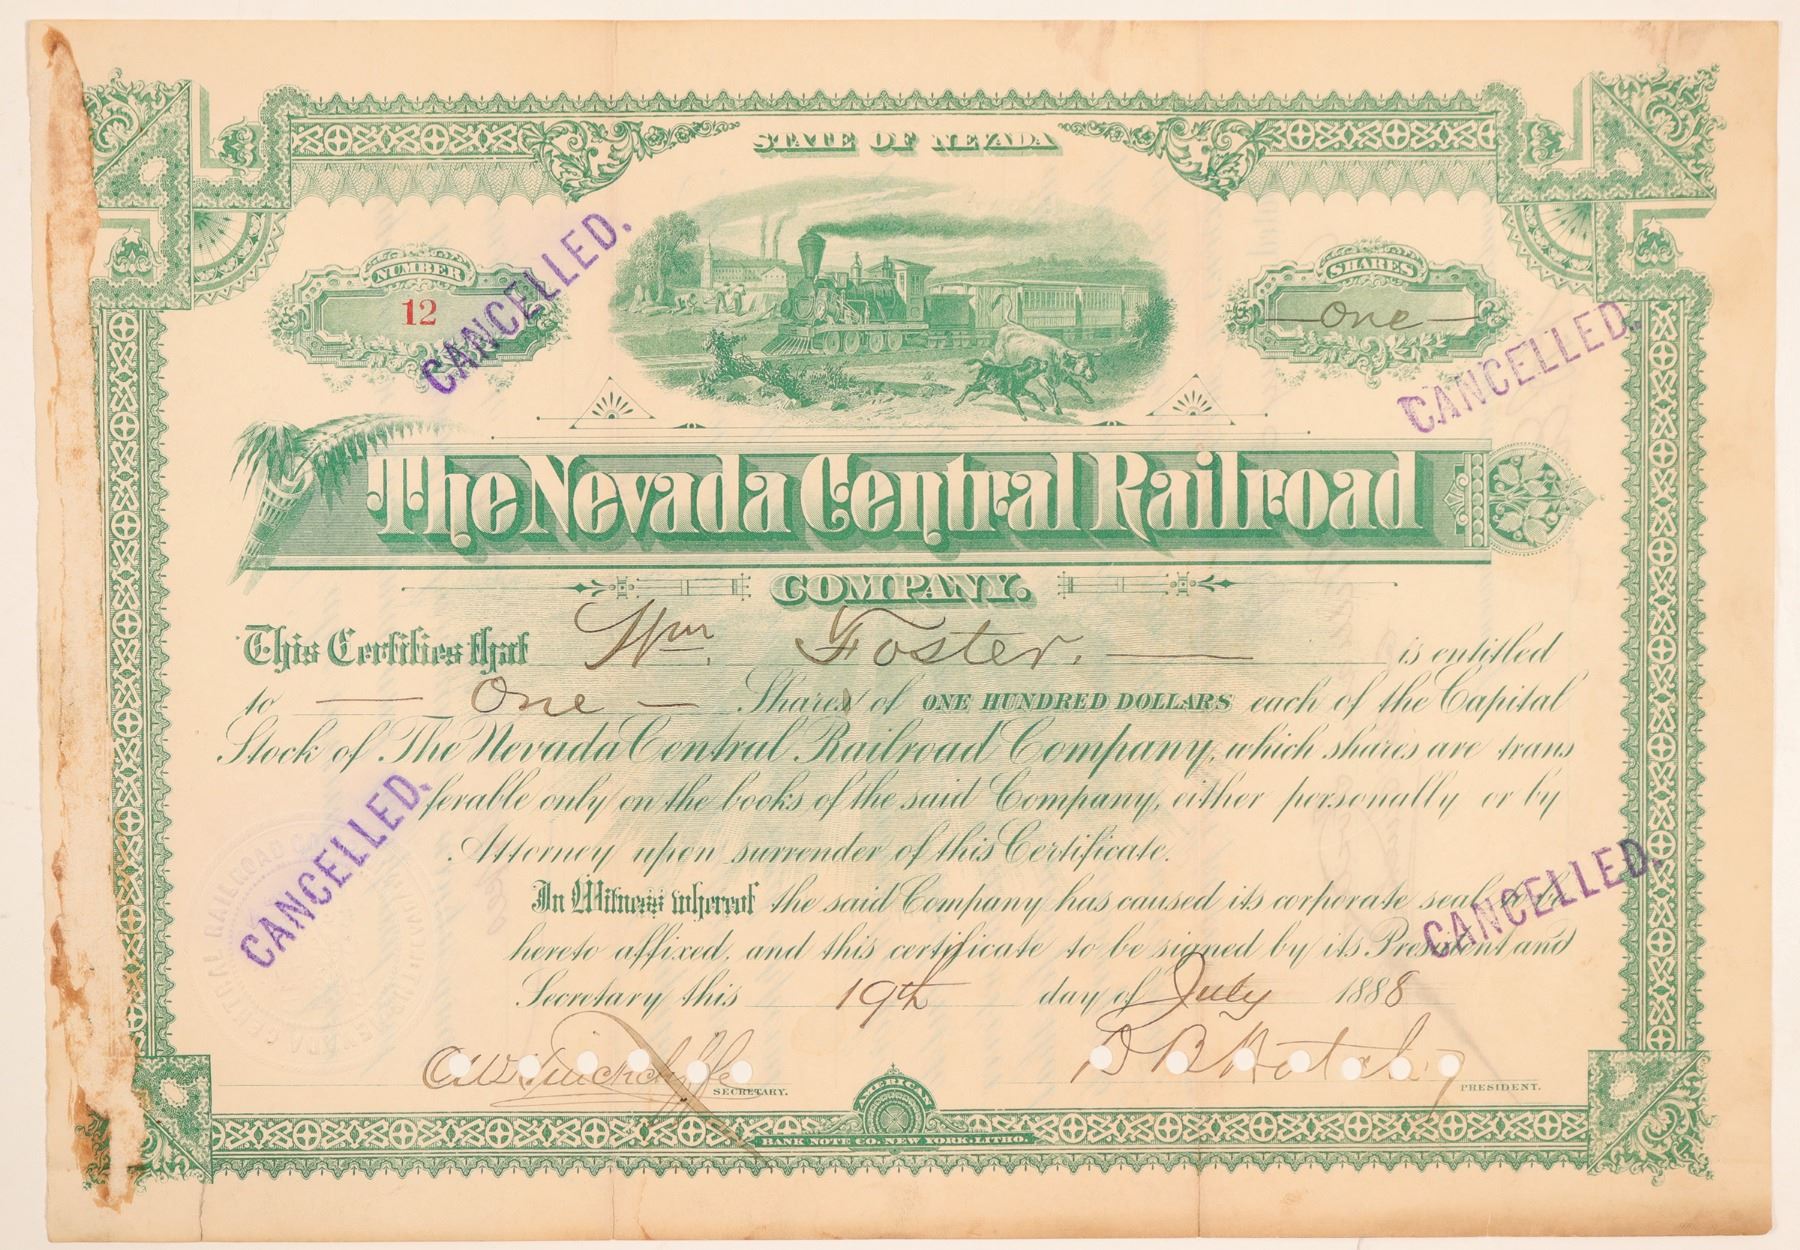 STATE OF NEVADA
NUMBER
12
SHARES
One
CANCELLED.
CANCELLED.
The Nevada Central Railroad
COMPANY.
This Certifies that Wm. Foster. is entitled
to One Shares of ONE HUNDRED DOLLARS each of the Capital
Stock of The Nevada Central Railroad Company, which shares are trans
ferable only on the books of the said Company, either personally or by
Attorney upon surrender of this Certificate.
CANCELLED.
In Witness whereof the said Company has caused its corporate seal to be
hereto affixed, and this certificate to be signed by its President and
CANCELLED.
Secretary this 19th day of July 1888
SECRETARY.
PRESIDENT.
AMERICAN
BANK NOTE CO. NEW YORK. LITHO.